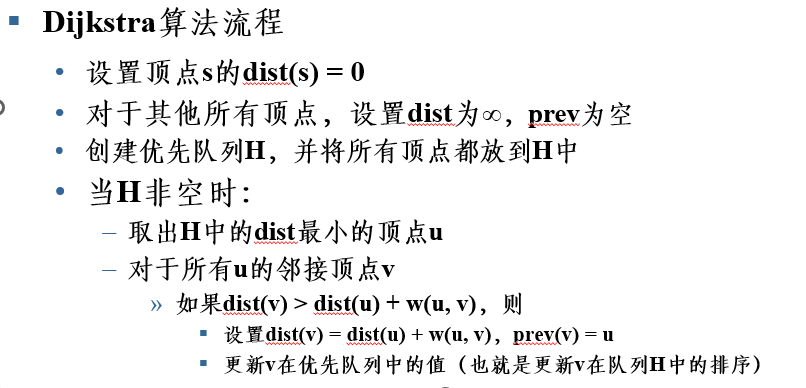 Dijkstra算法流程
设置顶点s的dist(s) = 0
对于其他所有顶点，设置dist为∞，prev为空
创建优先队列H，并将所有顶点都放到H中
当H非空时：
– 取出H中的dist最小的顶点u
– 对于所有u的邻接顶点v
» 如果dist(v) > dist(u) + w(u, v)，则
设置dist(v) = dist(u) + w(u, v)，prev(v) = u
更新v在优先队列中的值（也就是更新v在队列H中的排序）